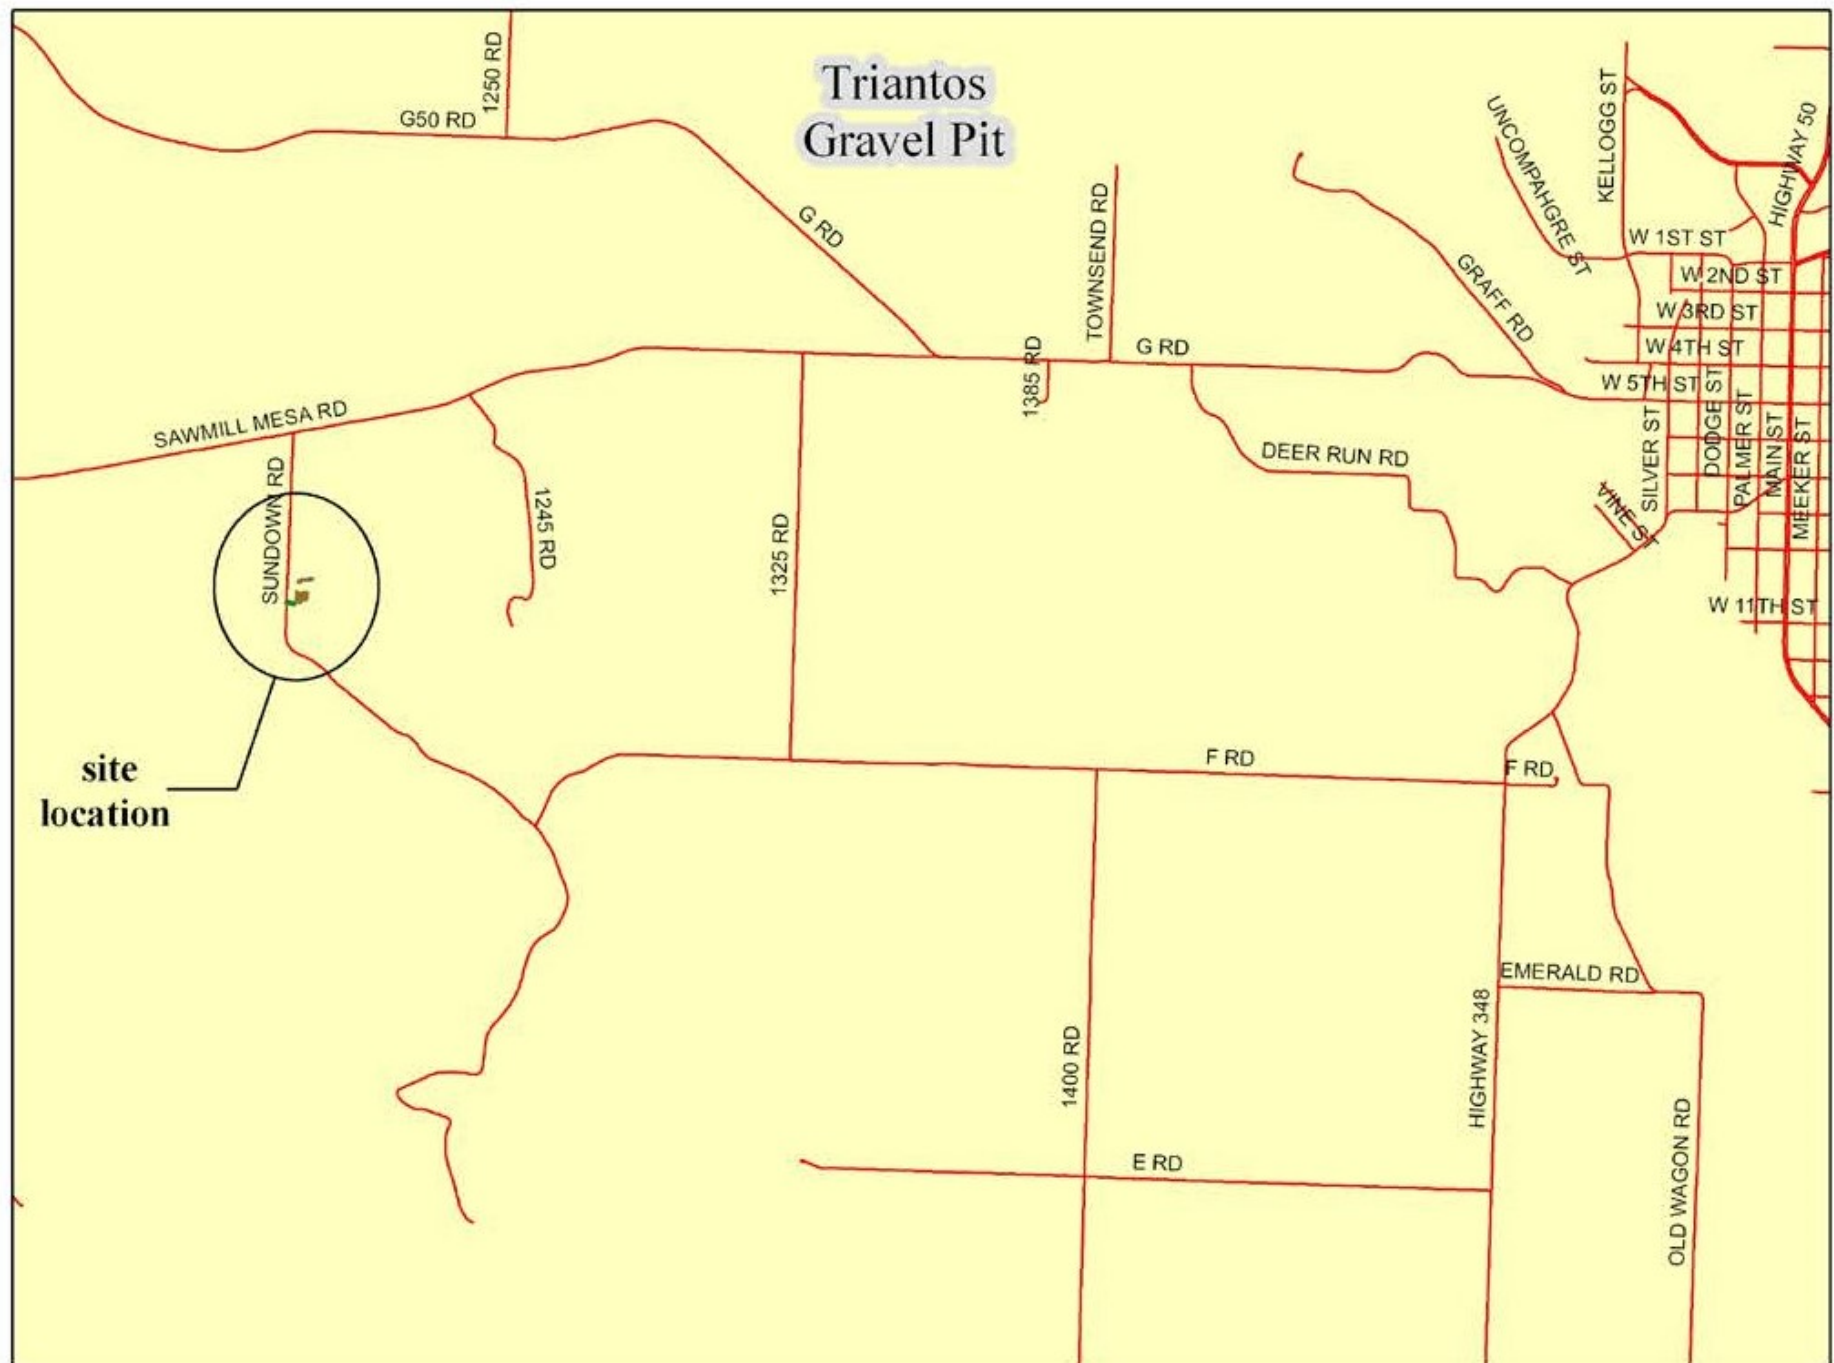 Triantos
Gravel Pit
1250 RD
G50 RD
G RD
TOWNSEND RD
UNCOMPAHGRE ST
KELLOGG ST
HIGHWAY 50
GRAFF RD
W 1ST ST
W 2ND ST
W 3RD ST
W 4TH ST
W 5TH ST
1385 RD
G RD
SAWMILL MESA RD
SUNDOWN RD
1245 RD
1325 RD
DEER RUN RD
VINE ST
SILVER ST
DODGE ST
PALMER ST
MAIN ST
MEEKER ST
W 11TH ST
site
location
F RD
F RD
EMERALD RD
1400 RD
HIGHWAY 348
OLD WAGON RD
E RD